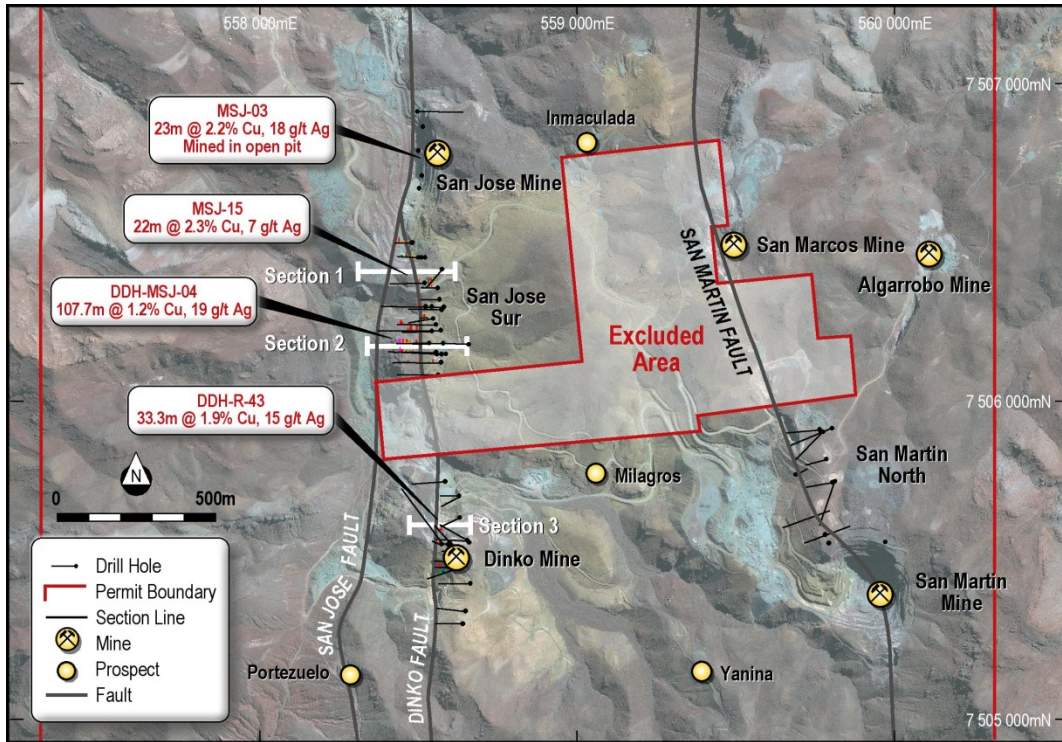 558 000mE
559 000mE
560 000mE
7 507 000mN
MSJ-03
23m @ 2.2% Cu, 18 g/t Ag
Mined in open pit
Inmaculada
San Jose Mine
MSJ-15
22m @ 2.3% Cu, 7 g/t Ag
SAN MARTIN FAULT
San Marcos Mine
Algarrobo Mine
Section 1
San Jose
Sur
DDH-MSJ-04
107.7m @ 1.2% Cu, 19 g/t Ag
Section 2
Excluded
Area
7 506 000mN
DDH-R-43
33.3m @ 1.9% Cu, 15 g/t Ag
San Martin
North
N
Milagros
0
500m
Section 3
Dinko Mine
San Martin
Mine
Drill Hole
Permit Boundary
Section Line
Mine
Prospect
Fault
SAN JOSE FAULT
DINKO FAULT
Portezuelo
Yanina
7 505 000mN